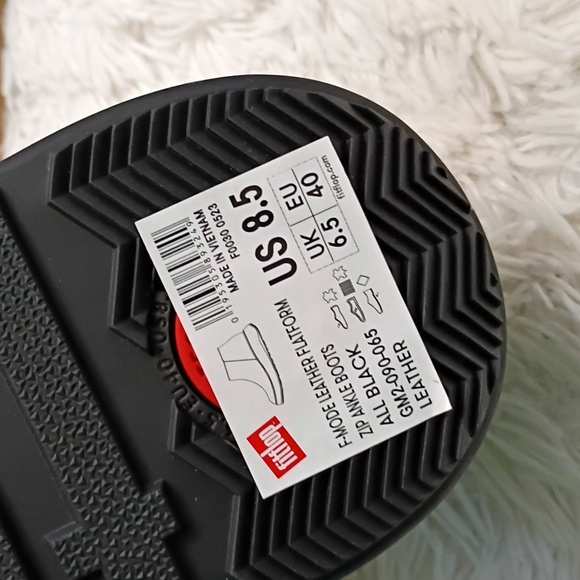 fitflop
F-MODE LEATHER FLATFORM
ZIP ANKLE BOOTS
ALL BLACK
GM2-090-065
LEATHER
US 8.5
UK EU
6.5 40
fitflop.com
MADE IN VIETNAM
F0030 0523